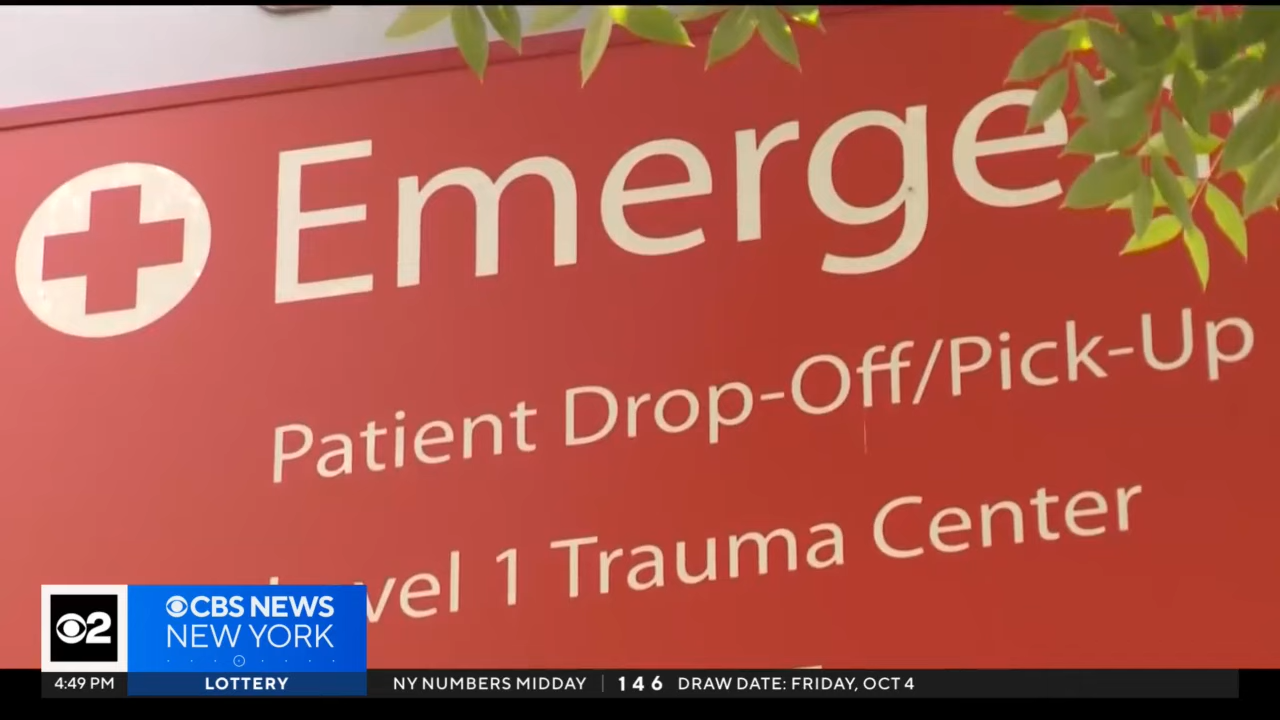 Emerge
Patient Drop-Off/Pick-Up
Level 1 Trauma Center
2
CBS NEWS
NEW YORK
4:49 PM
LOTTERY
NY NUMBERS MIDDAY | 1 4 6 DRAW DATE: FRIDAY, OCT 4